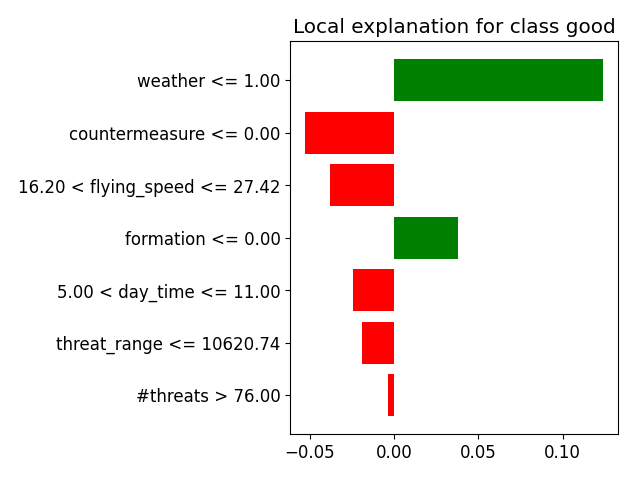 Local explanation for class good
weather <= 1.00
countermeasure <= 0.00
16.20 < flying_speed <= 27.42
formation <= 0.00
5.00 < day_time <= 11.00
threat_range <= 10620.74
#threats > 76.00
−0.05 0.00 0.05 0.10